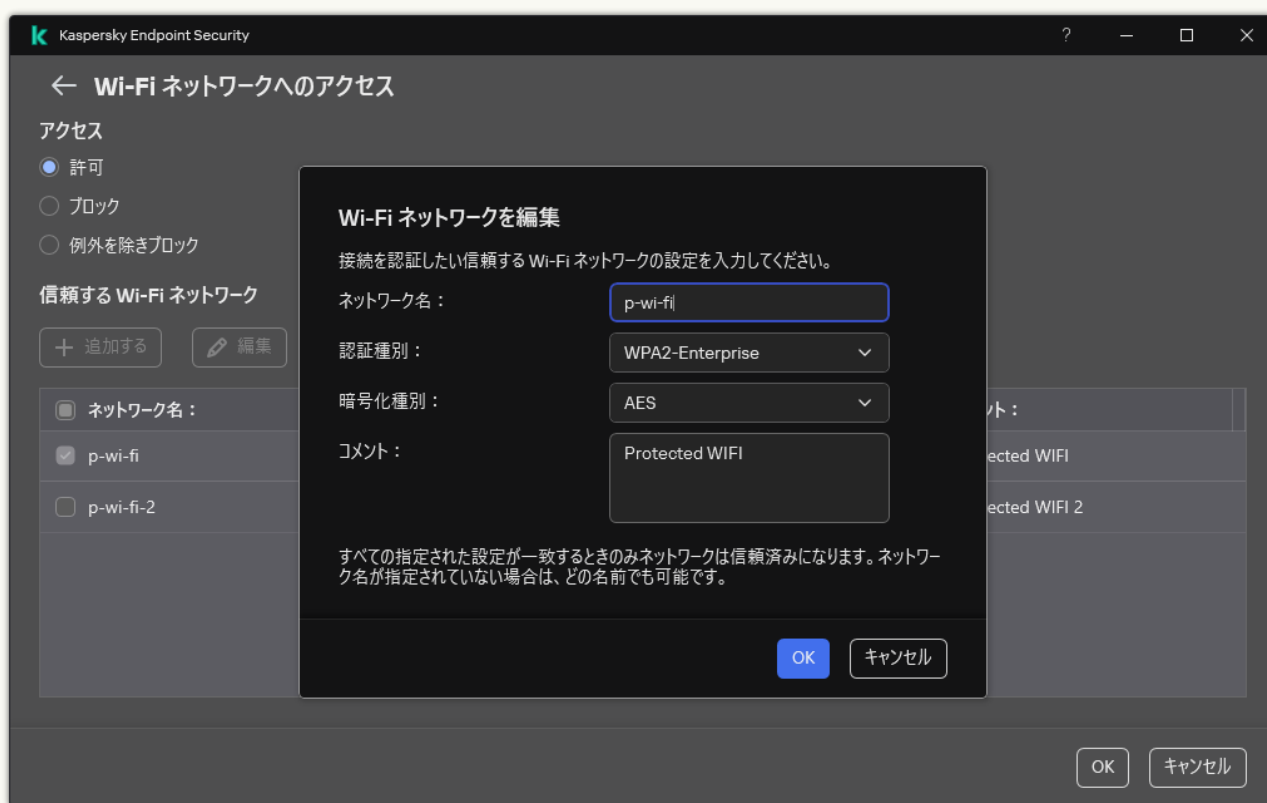 Kaspersky Endpoint Security
Wi-Fi ネットワークへのアクセス
アクセス
許可
ブロック
例外を除きブロック
信頼する Wi-Fi ネットワーク
追加する
編集
ネットワーク名：
p-wi-fi
p-wi-fi-2
Wi-Fi ネットワークを編集
接続を認証したい信頼する Wi-Fi ネットワークの設定を入力してください。
ネットワーク名：
p-wi-fi
認証種別：
WPA2-Enterprise
暗号化種別：
AES
コメント：
Protected WIFI
すべての指定された設定が一致するときのみネットワークは信頼済みになります。ネットワー
ク名が指定されていない場合は、どの名前でも可能です。
OK
キャンセル
ント：
ected WIFI
ected WIFI 2
OK
キャンセル